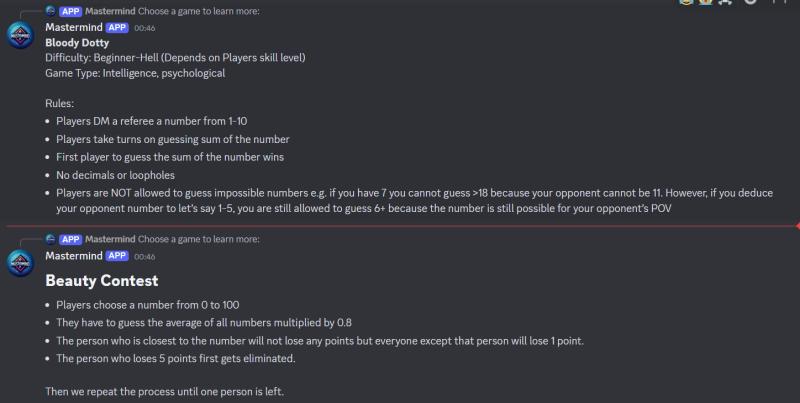 APP Mastermind Choose a game to learn more:
Mastermind APP 00:46
Bloody Dotty
Difficulty: Beginner-Hell (Depends on Players skill level)
Game Type: Intelligence, psychological
Rules:
• Players DM a referee a number from 1-10
• Players take turns on guessing sum of the number
• First player to guess the sum of the number wins
• No decimals or loopholes
• Players are NOT allowed to guess impossible numbers e.g. if you have 7 you cannot guess >18 because your opponent cannot be 11. However, if you deduce
your opponent number to let's say 1-5, you are still allowed to guess 6+ because the number is still possible for your opponent's POV
APP Mastermind Choose a game to learn more:
Mastermind APP 00:46
Beauty Contest
• Players choose a number from 0 to 100
• They have to guess the average of all numbers multiplied by 0.8
• The person who is closest to the number will not lose any points but everyone except that person will lose 1 point.
• The person who loses 5 points first gets eliminated.
Then we repeat the process until one person is left.